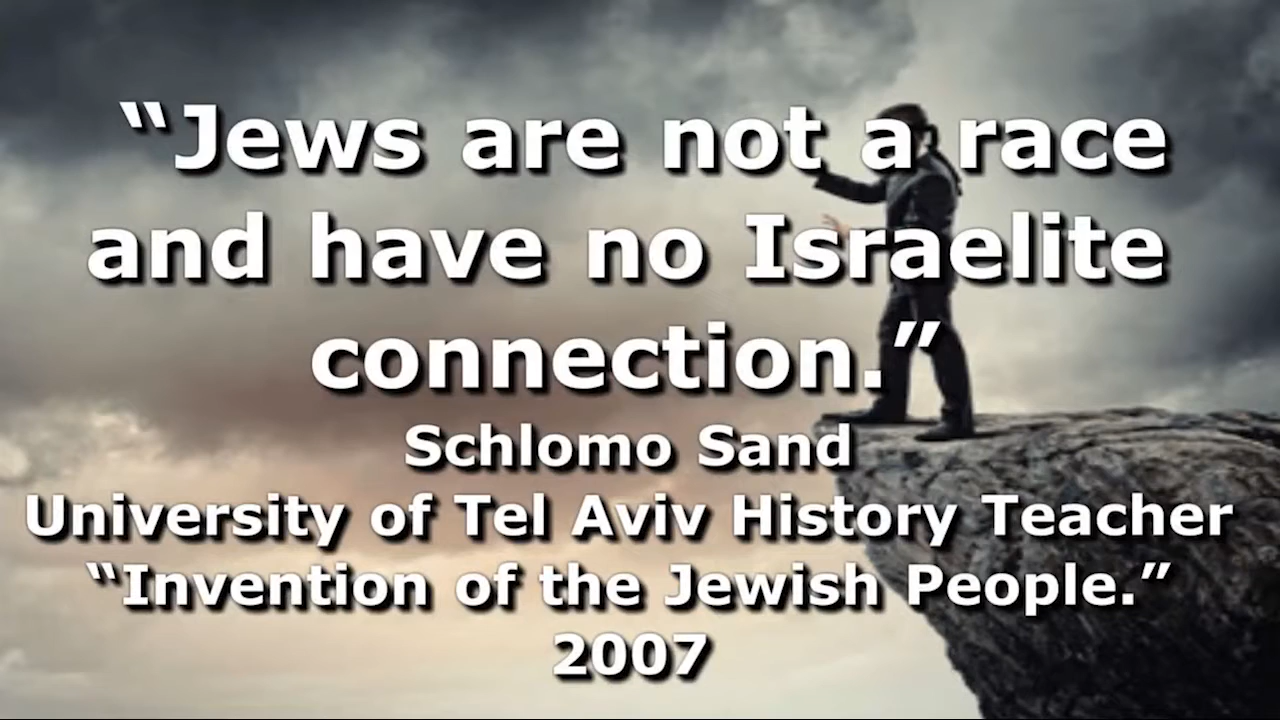 “Jews are not a race
and have no Israelite
connection.”
Schlomo Sand
University of Tel Aviv History Teacher
“Invention of the Jewish People.”
2007